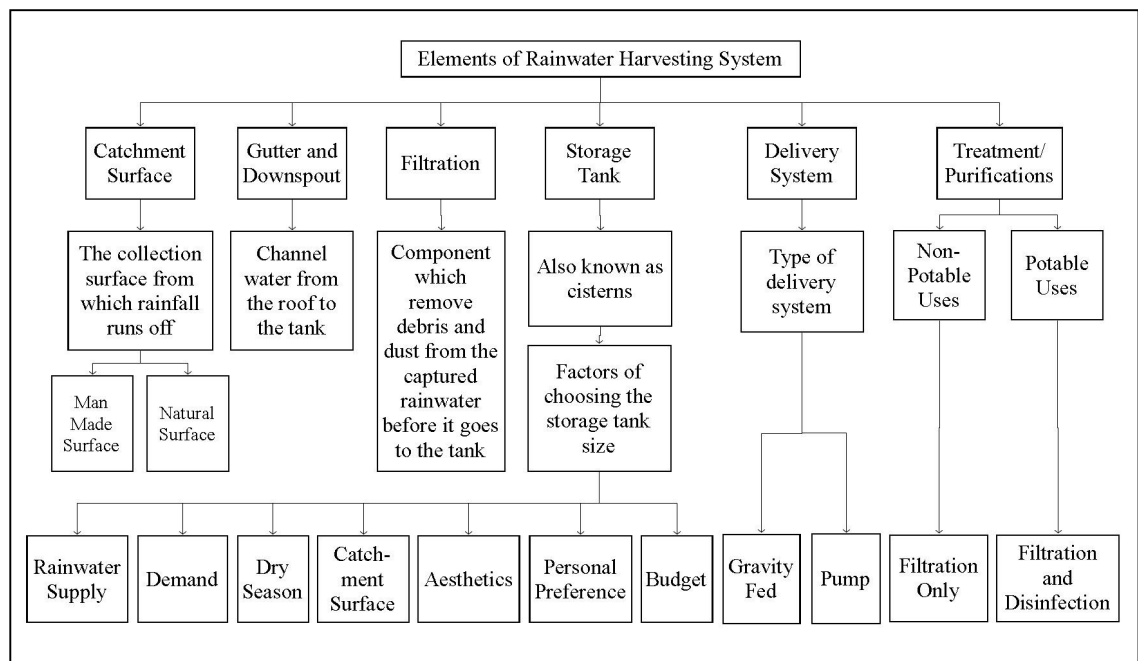 Elements of Rainwater Harvesting System
Catchment
Surface
Gutter and
Downspout
Filtration
Storage
Tank
Delivery
System
Treatment/
Purifications
The collection
surface from
which rainfall
runs off
Channel
water from
the roof to
the tank
Component
which
remove
debris and
dust from the
captured
rainwater
before it goes
to the tank
Also known as
cisterns
Type of
delivery
system
Non-
Potable
Uses
Potable
Uses
Man
Made
Surface
Natural
Surface
Factors of
choosing the
storage tank
size
Rainwater
Supply
Demand
Dry
Season
Catch-
ment
Surface
Aesthetics
Personal
Preference
Budget
Gravity
Fed
Pump
Filtration
Only
Filtration
and
Disinfection